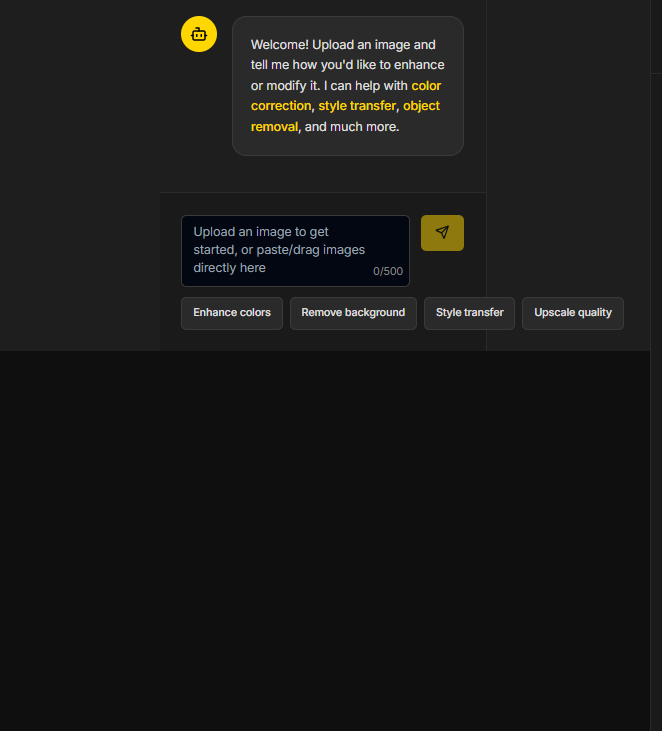 Welcome! Upload an image and
tell me how you'd like to enhance
or modify it. I can help with color
correction, style transfer, object
removal, and much more.
Upload an image to get
started, or paste/drag images
directly here
0/500
Enhance colors
Remove background
Style transfer
Upscale quality